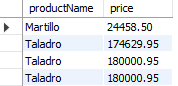 productName price
Martillo 24458.50
Taladro 174629.95
Taladro 180000.95
Taladro 180000.95